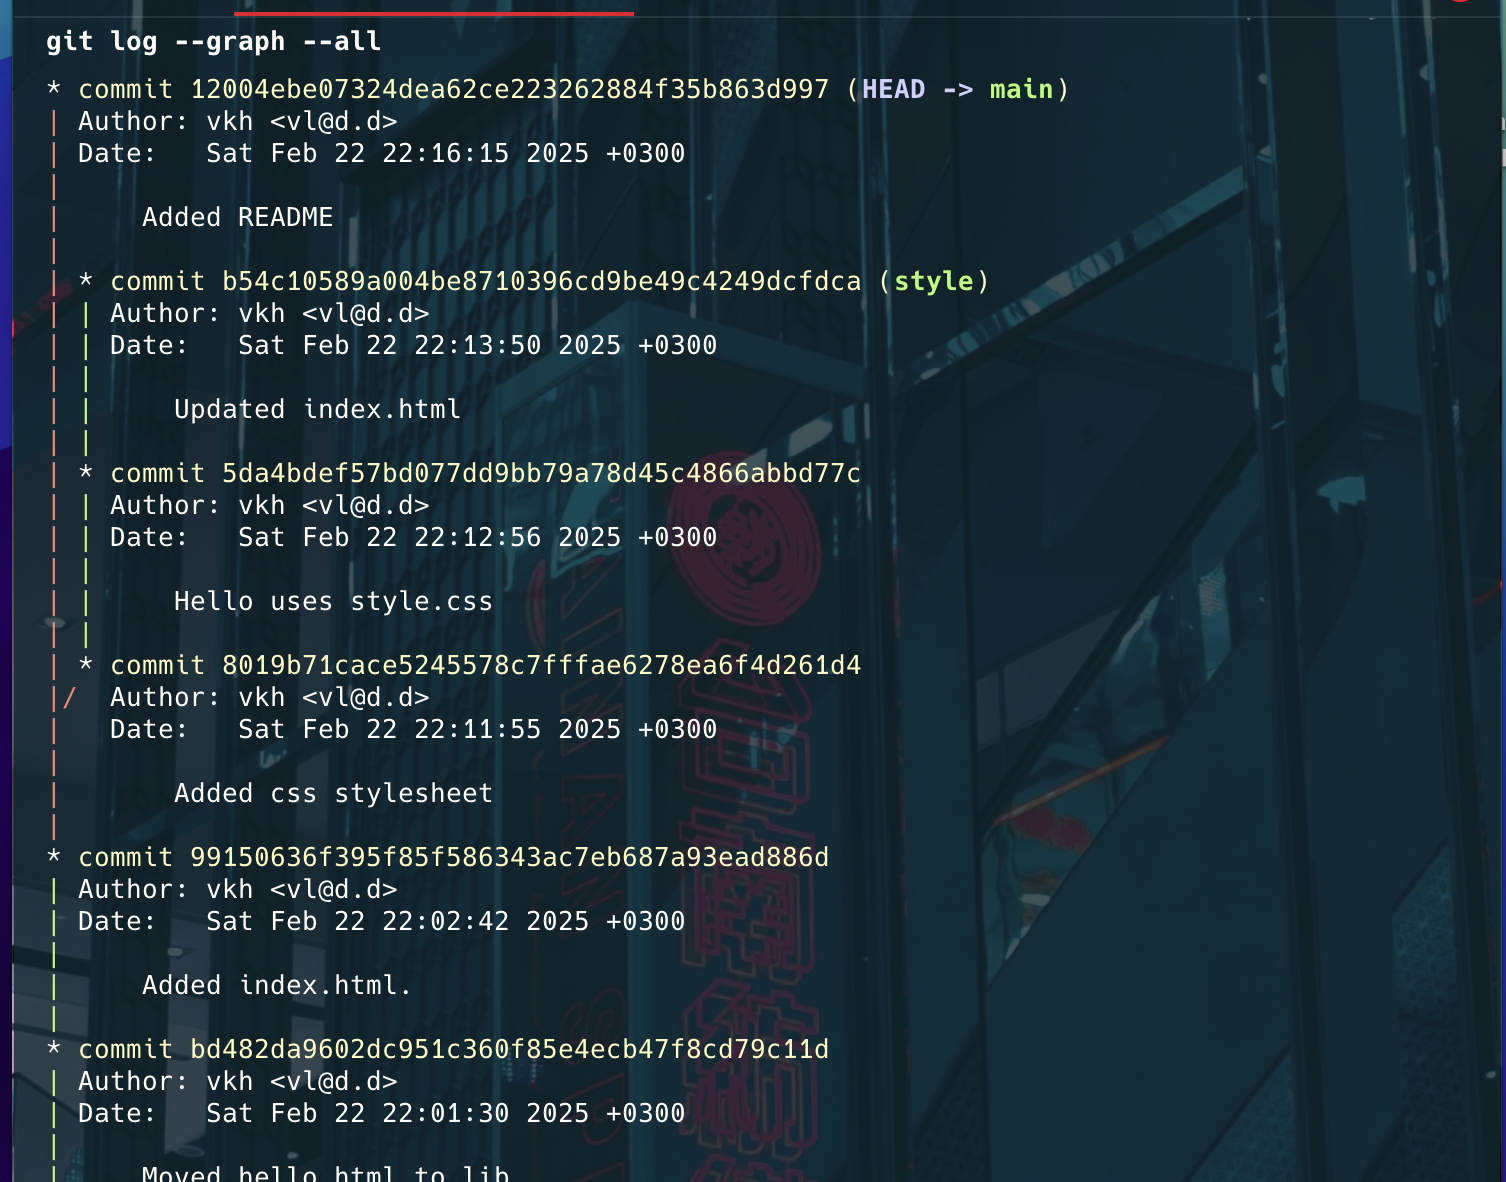 git log --graph --all
* commit 12004ebe07324dea62ce223262884f35b863d997 (HEAD -> main)
| Author: vkh <vl@d.d>
| Date:   Sat Feb 22 22:16:15 2025 +0300
|
|     Added README
|
| * commit b54c10589a004be8710396cd9be49c4249dcfdca (style)
| | Author: vkh <vl@d.d>
| | Date:   Sat Feb 22 22:13:50 2025 +0300
| |
| |     Updated index.html
| |
| * commit 5da4bdef57bd077dd9bb79a78d45c4866abbd77c
| | Author: vkh <vl@d.d>
| | Date:   Sat Feb 22 22:12:56 2025 +0300
| |
| |     Hello uses style.css
| |
| * commit 8019b71cace5245578c7fffae6278ea6f4d261d4
|/  Author: vkh <vl@d.d>
|   Date:   Sat Feb 22 22:11:55 2025 +0300
|
|       Added css stylesheet
|
* commit 99150636f395f85f586343ac7eb687a93ead886d
| Author: vkh <vl@d.d>
| Date:   Sat Feb 22 22:02:42 2025 +0300
|
|     Added index.html.
|
* commit bd482da9602dc951c360f85e4ecb47f8cd79c11d
| Author: vkh <vl@d.d>
| Date:   Sat Feb 22 22:01:30 2025 +0300
|
|     Moved hello.html to lib